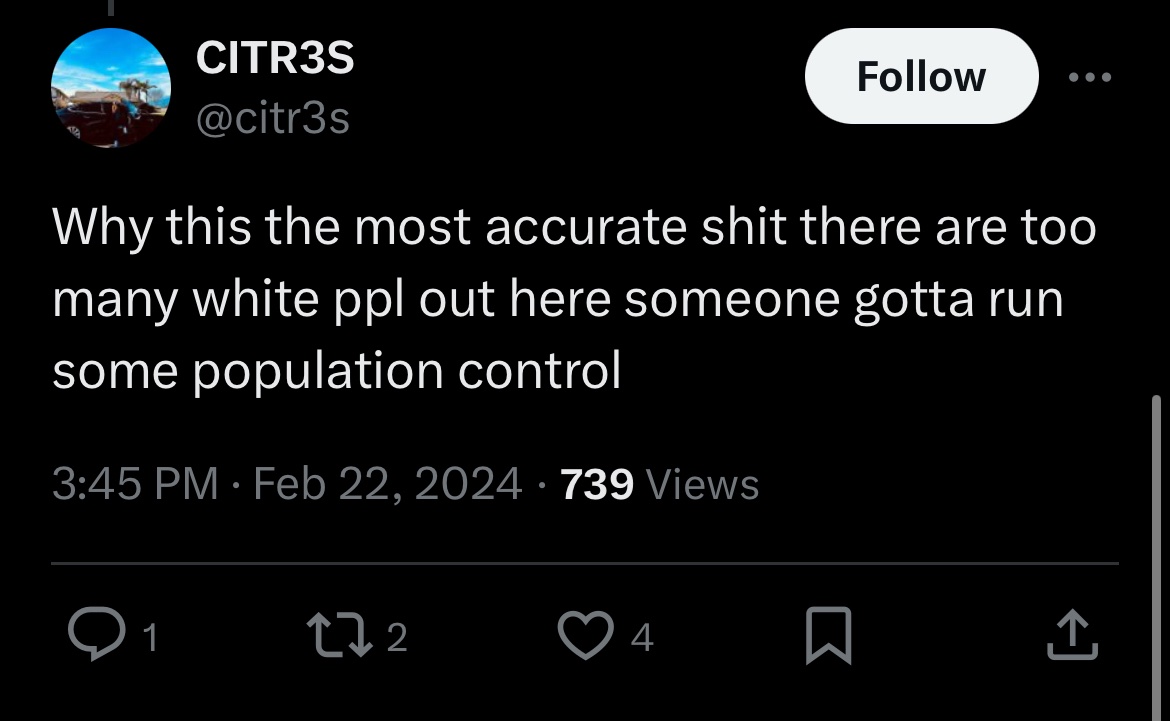 CITR3S
Follow
@citr3s
Why this the most accurate shit there are too
many white ppl out here someone gotta run
some population control
3:45 PM · Feb 22, 2024 · 739 Views
1 2 4